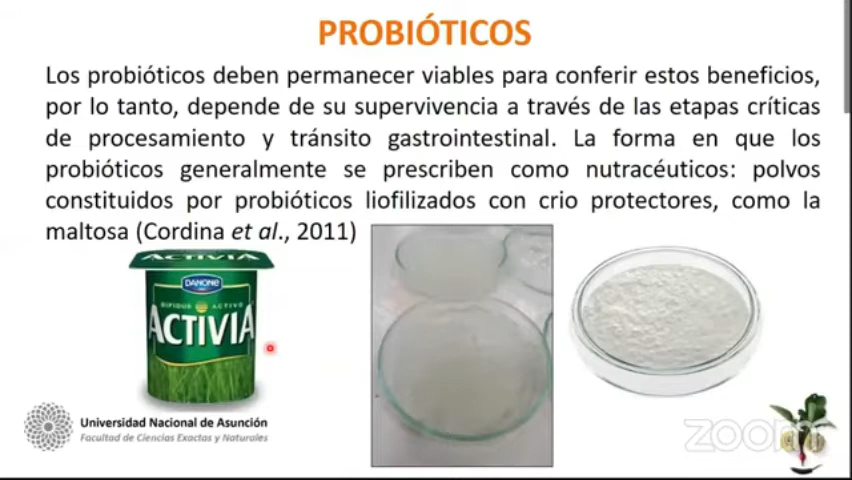 PROBIÓTICOS
Los probióticos deben permanecer viables para conferir estos beneficios,
por lo tanto, depende de su supervivencia a través de las etapas críticas
de procesamiento y tránsito gastrointestinal. La forma en que los
probióticos generalmente se prescriben como nutracéuticos: polvos
constituidos por probióticos liofilizados con crio protectores, como la
maltosa (Cordina et al., 2011)
ACTIVIA
DANONE
BIFIDUS ACTIVO
ACTIVIA
Universidad Nacional de Asunción
Facultad de Ciencias Exactas y Naturales
zoom